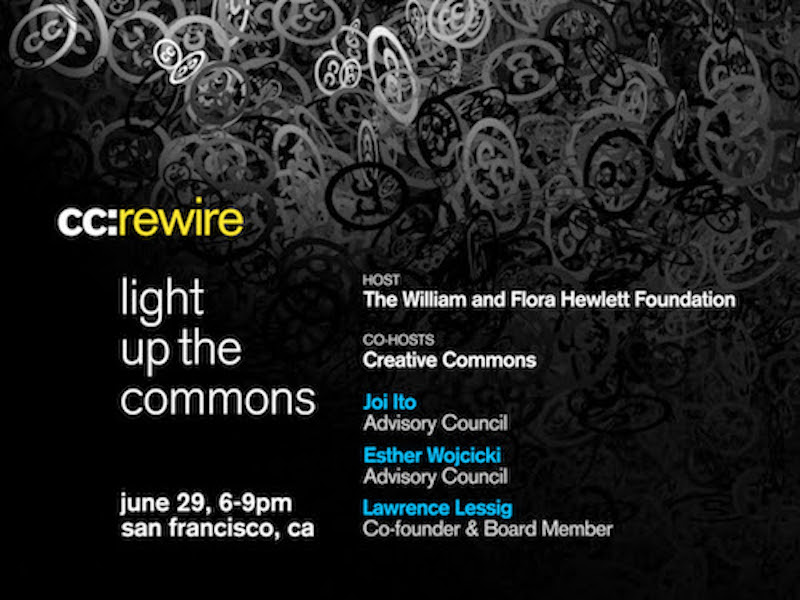 cc:rewire
light
up the
commons
june 29, 6-9pm
san francisco, ca
HOST
The William and Flora Hewlett Foundation
CO-HOSTS
Creative Commons
Joi Ito
Advisory Council
Esther Wojcicki
Advisory Council
Lawrence Lessig
Co-founder & Board Member